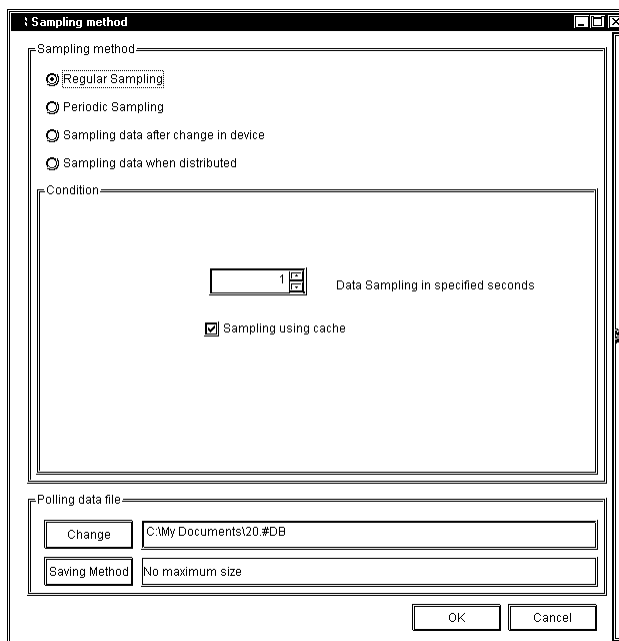 Sampling method
Sampling method
Regular Sampling
Periodic Sampling
Sampling data after change in device
Sampling data when distributed
Condition
1
Data Sampling in specified seconds
Sampling using cache
Polling data file
Change
C:\My Documents\20.#DB
Saving Method
No maximum size
OK
Cancel